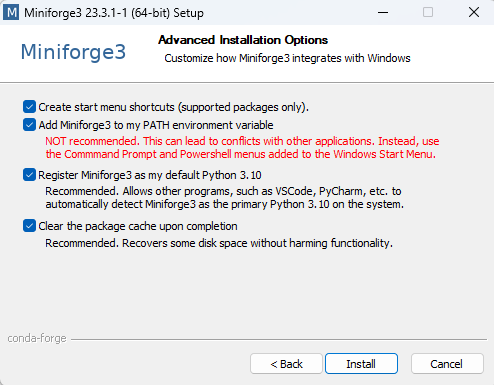 Miniforge3 23.3.1-1 (64-bit) Setup
Miniforge3
Advanced Installation Options
Customize how Miniforge3 integrates with Windows
Create start menu shortcuts (supported packages only).
Add Miniforge3 to my PATH environment variable
NOT recommended. This can lead to conflicts with other applications. Instead, use
the Commmand Prompt and Powershell menus added to the Windows Start Menu.
Register Miniforge3 as my default Python 3.10
Recommended. Allows other programs, such as VSCode, PyCharm, etc. to
automatically detect Miniforge3 as the primary Python 3.10 on the system.
Clear the package cache upon completion
Recommended. Recovers some disk space without harming functionality.
conda-forge
< Back
Install
Cancel